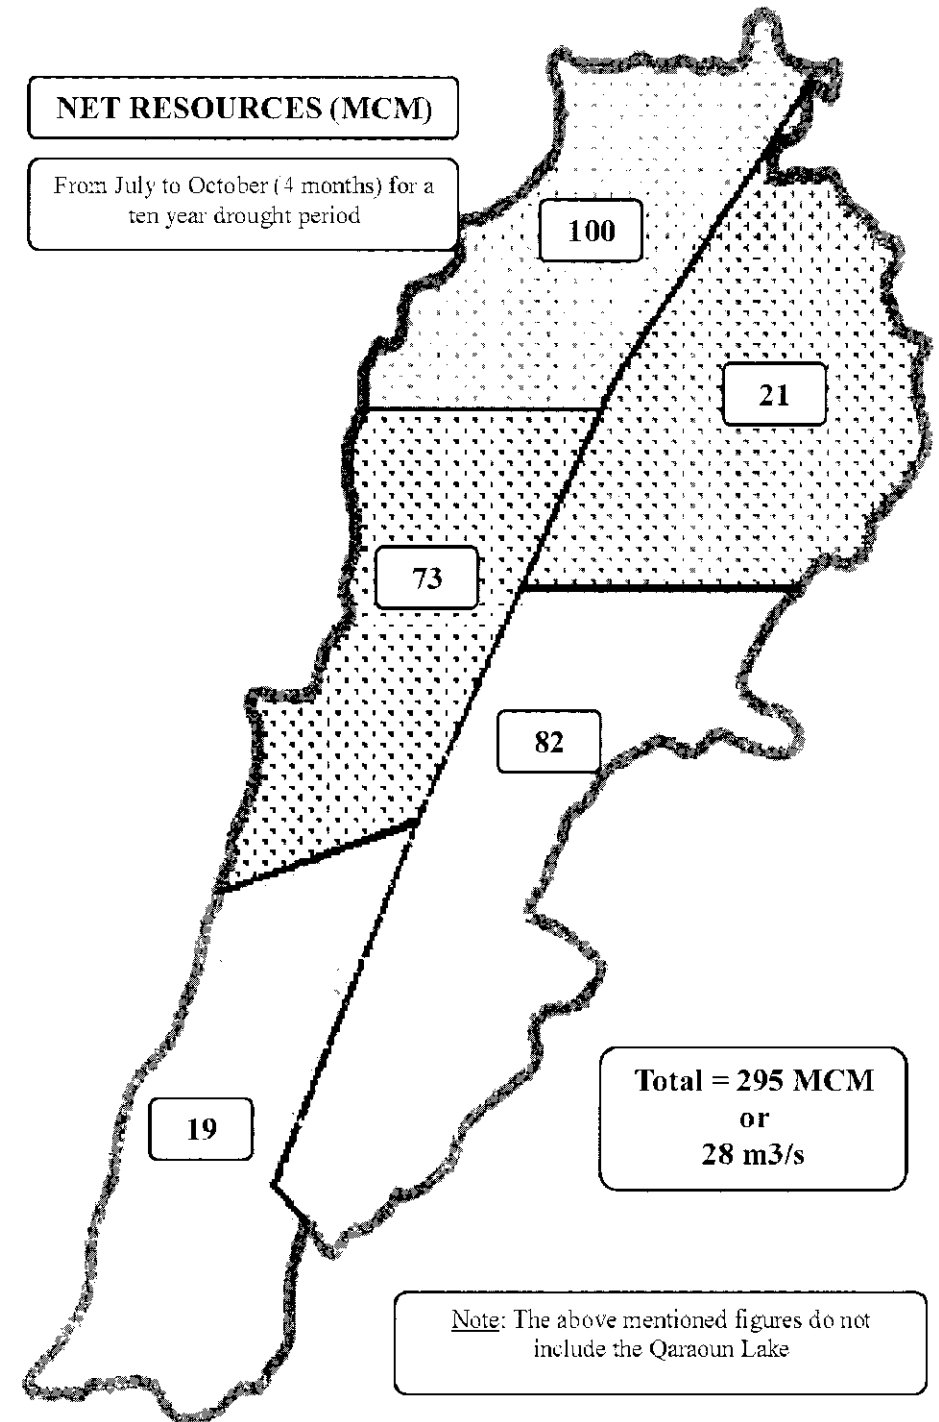 NET RESOURCES (MCM)
From July to October (4 months) for a
ten year drought period
100
21
73
82
19
Total = 295 MCM
or
28 m3/s
Note: The above mentioned figures do not
include the Qaraoun Lake